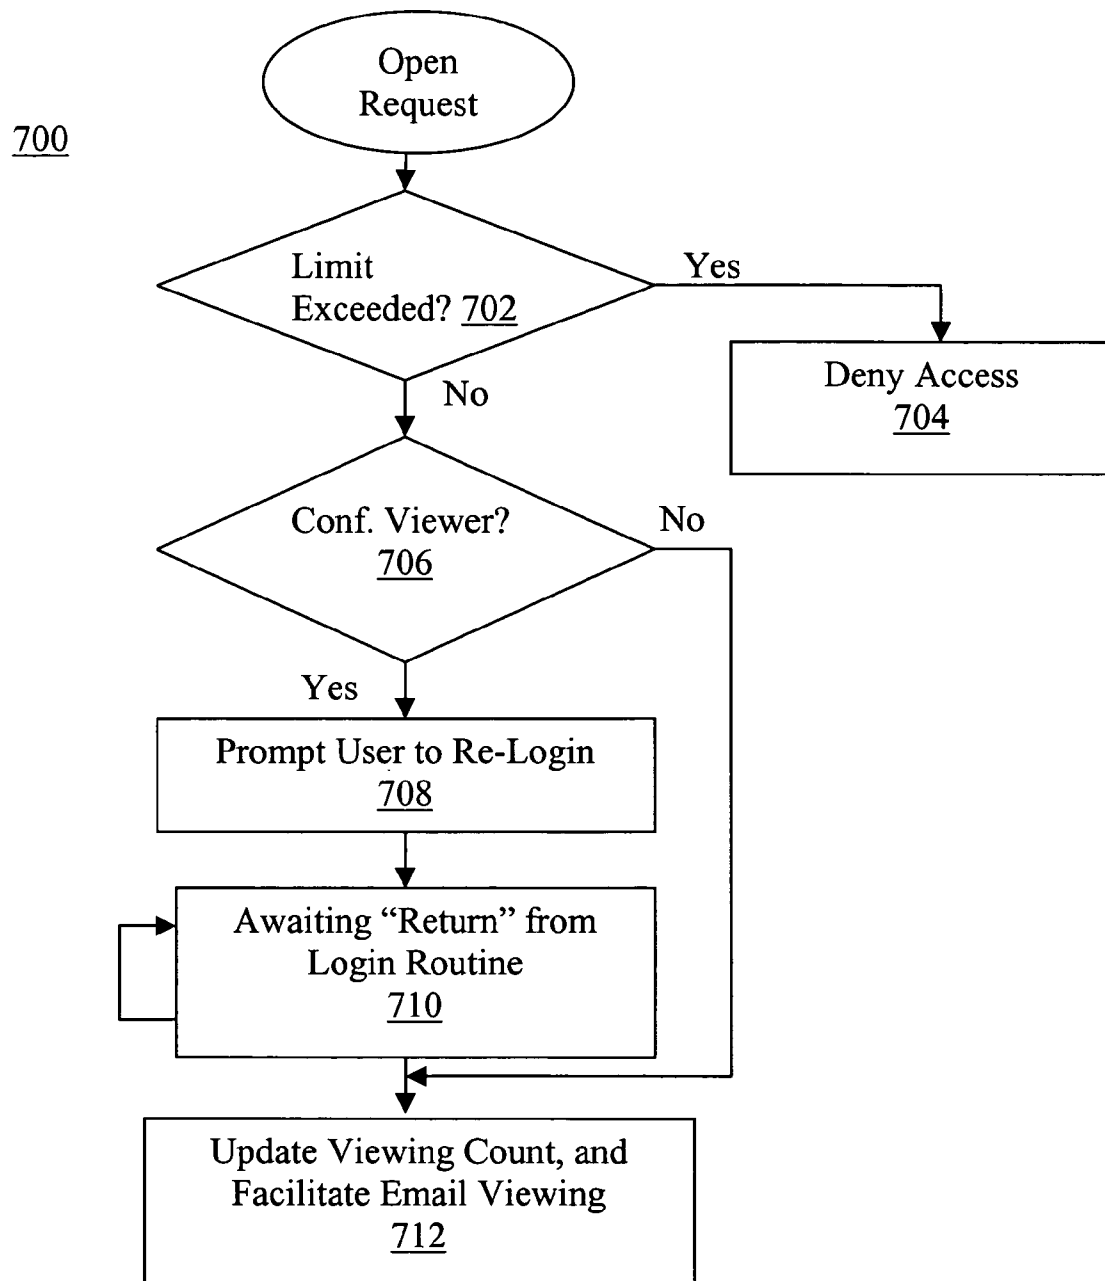 Open
Request
700
Limit
Exceeded? 702
Yes
Deny Access
704
No
Conf. Viewer?
706
No
Yes
Prompt User to Re-Login
708
Awaiting “Return” from
Login Routine
710
Update Viewing Count, and
Facilitate Email Viewing
712